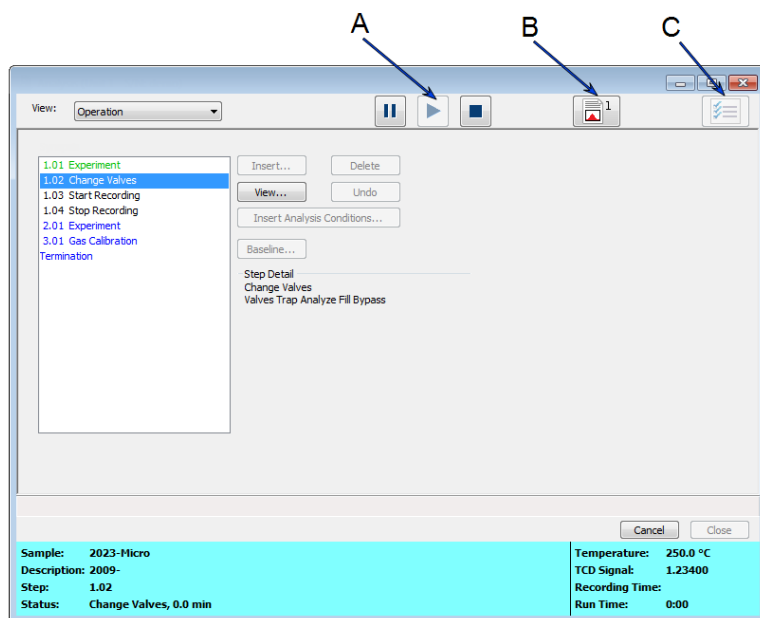 A B C
View: Operation
1
1.01 Experiment
1.02 Change Valves
1.03 Start Recording
1.04 Stop Recording
2.01 Experiment
3.01 Gas Calibration
Termination
Insert... Delete
View... Undo
Insert Analysis Conditions...
Baseline...
Step Detail
Change Valves
Valves Trap Analyze Fill Bypass
Cancel Close
Sample: 2023-Micro
Description: 2009-
Step: 1.02
Status: Change Valves, 0.0 min
Temperature: 250.0 °C
TCD Signal: 1.23400
Recording Time:
Run Time: 0:00